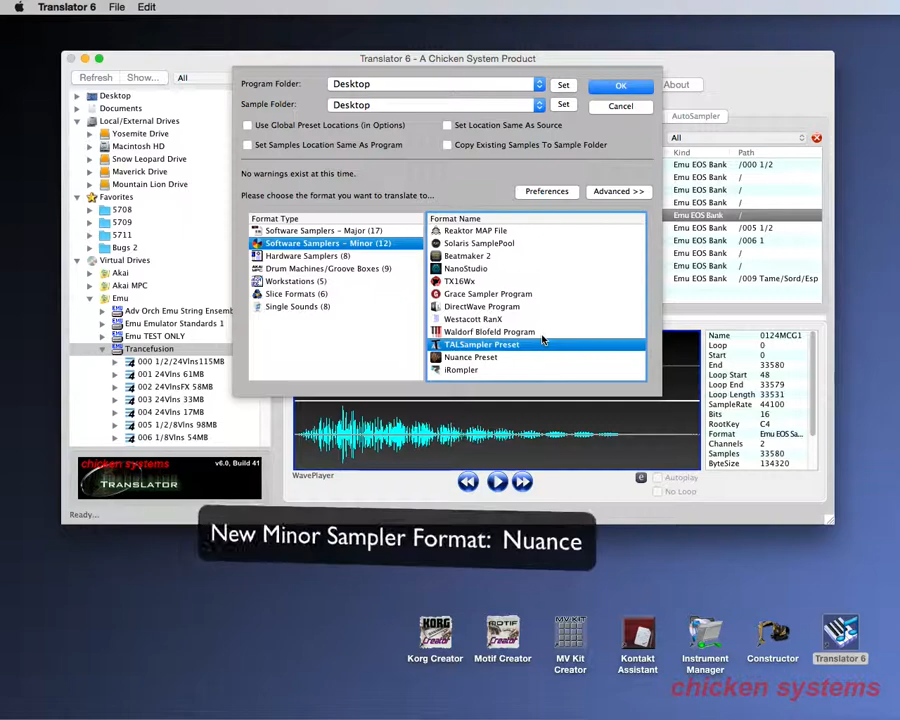 Translator 6 File Edit
Translator 6 - A Chicken System Product
Refresh Show... All
About
Program Folder: Desktop Set OK
Sample Folder: Desktop Set Cancel
Use Global Preset Locations (in Options) Set Location Same As Source
Set Samples Location Same As Program Copy Existing Samples To Sample Folder
No warnings exist at this time.
Please choose the format you want to translate to... Preferences Advanced >>
Format Type
Software Samplers - Major (17)
Software Samplers - Minor (12)
Hardware Samplers (8)
Drum Machines/Groove Boxes (9)
Workstations (5)
Slice Formats (6)
Single Sounds (8)
Format Name
Reaktor MAP File
Solaris SamplePool
Beatmaker 2
NanoStudio
TX16Wx
Grace Sampler Program
DirectWave Program
Westacott RanX
Waldorf Blofeld Program
TALSampler Preset
Nuance Preset
iRompler
Desktop
Documents
Local/External Drives
Yosemite Drive
Macintosh HD
Snow Leopard Drive
Maverick Drive
Mountain Lion Drive
Favorites
5708
5709
5711
Bugs 2
Virtual Drives
Akai
Akai MPC
Emu
Adv Orch Emu String Ensemb
Emu Emulator Standards 1
Emu TEST ONLY
Trancefusion
000 1/2/24Vlns115MB
001 24Vlns 61MB
002 24VlnsFX 58MB
003 24Vlns 33MB
004 24Vlns 17MB
005 1/2/18Vlns 98MB
006 1/8Vlns 54MB
AutoSampler
All
Kind Path
Emu EOS Bank /000 1/2
Emu EOS Bank /
Emu EOS Bank /
Emu EOS Bank /
Emu EOS Bank /
Emu EOS Bank /005 1/2
Emu EOS Bank /006 1
Emu EOS Bank /
Emu EOS Bank /
Emu EOS Bank /009 Tame/Sord/Esp
Name 0124MCG1
Loop 0
Start 0
End 33580
Loop Start 48
Loop End 33579
Loop Length 33531
SampleRate 44100
Bits 16
RootKey C4
Format Emu EOS Sa...
Channels 2
Samples 33580
ByteSize 134320
chicken systems
TRANSLATOR
v6.0, Build 41
WavePlayer
e
Autoplay
No Loop
Ready...
New Minor Sampler Format: Nuance
KORG Creator
MOTIF Creator
MV KIT Creator
Korg Creator
Motif Creator
MV Kit
Creator
Kontakt
Assistant
Instrument
Manager
Constructor
Translator 6
chicken systems